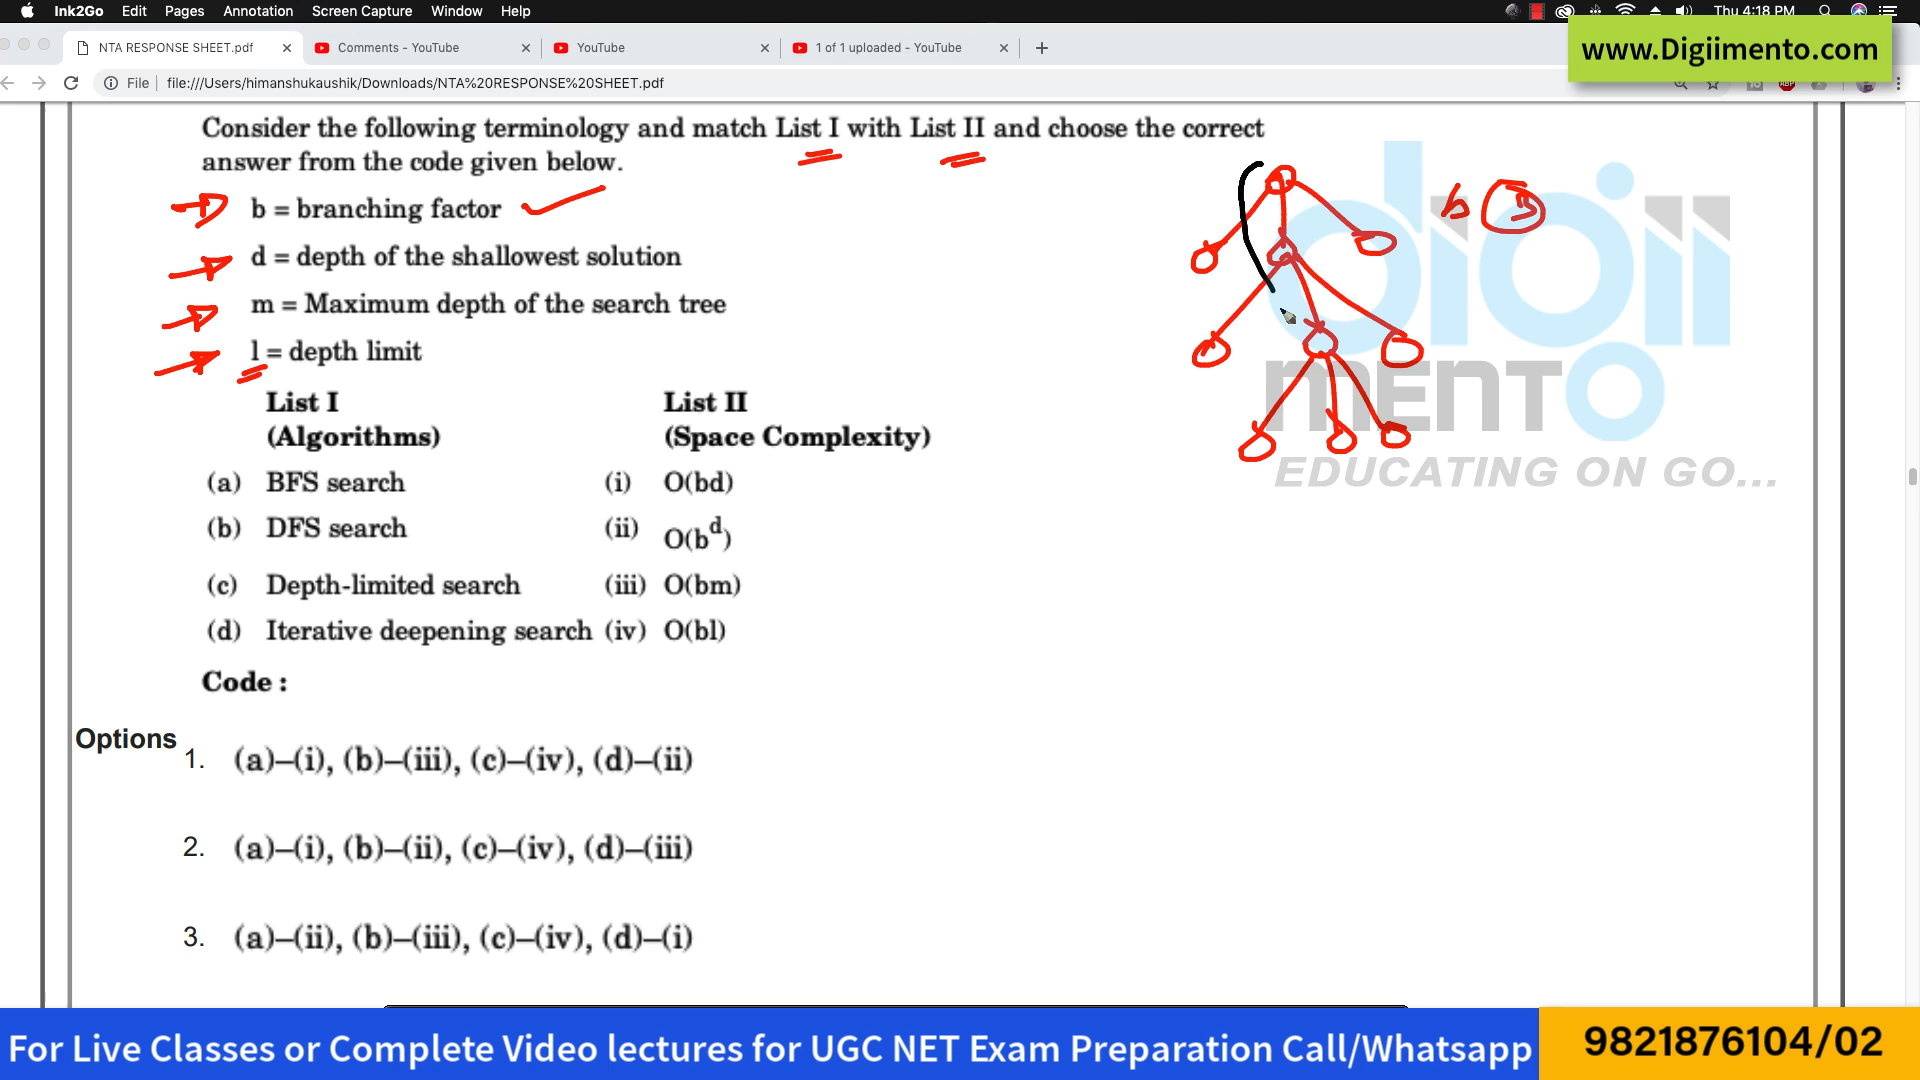 Ink2Go Edit Pages Annotation Screen Capture Window Help Thu 4:18 PM
NTA RESPONSE SHEET.pdf Comments - YouTube YouTube 1 of 1 uploaded - YouTube
www.Digiimento.com
File file:///Users/himanshukaushik/Downloads/NTA%20RESPONSE%20SHEET.pdf
Consider the following terminology and match List I with List II and choose the correct
answer from the code given below.
b = branching factor
d = depth of the shallowest solution
m = Maximum depth of the search tree
l = depth limit
b 3
digii
mento
EDUCATING ON GO...
List I List II
(Algorithms) (Space Complexity)
(a) BFS search (i) O(bd)
(b) DFS search (ii) O(b^d)
(c) Depth-limited search (iii) O(bm)
(d) Iterative deepening search (iv) O(bl)
Code :
Options
1. (a)–(i), (b)–(iii), (c)–(iv), (d)–(ii)
2. (a)–(i), (b)–(ii), (c)–(iv), (d)–(iii)
3. (a)–(ii), (b)–(iii), (c)–(iv), (d)–(i)
For Live Classes or Complete Video lectures for UGC NET Exam Preparation Call/Whatsapp 9821876104/02